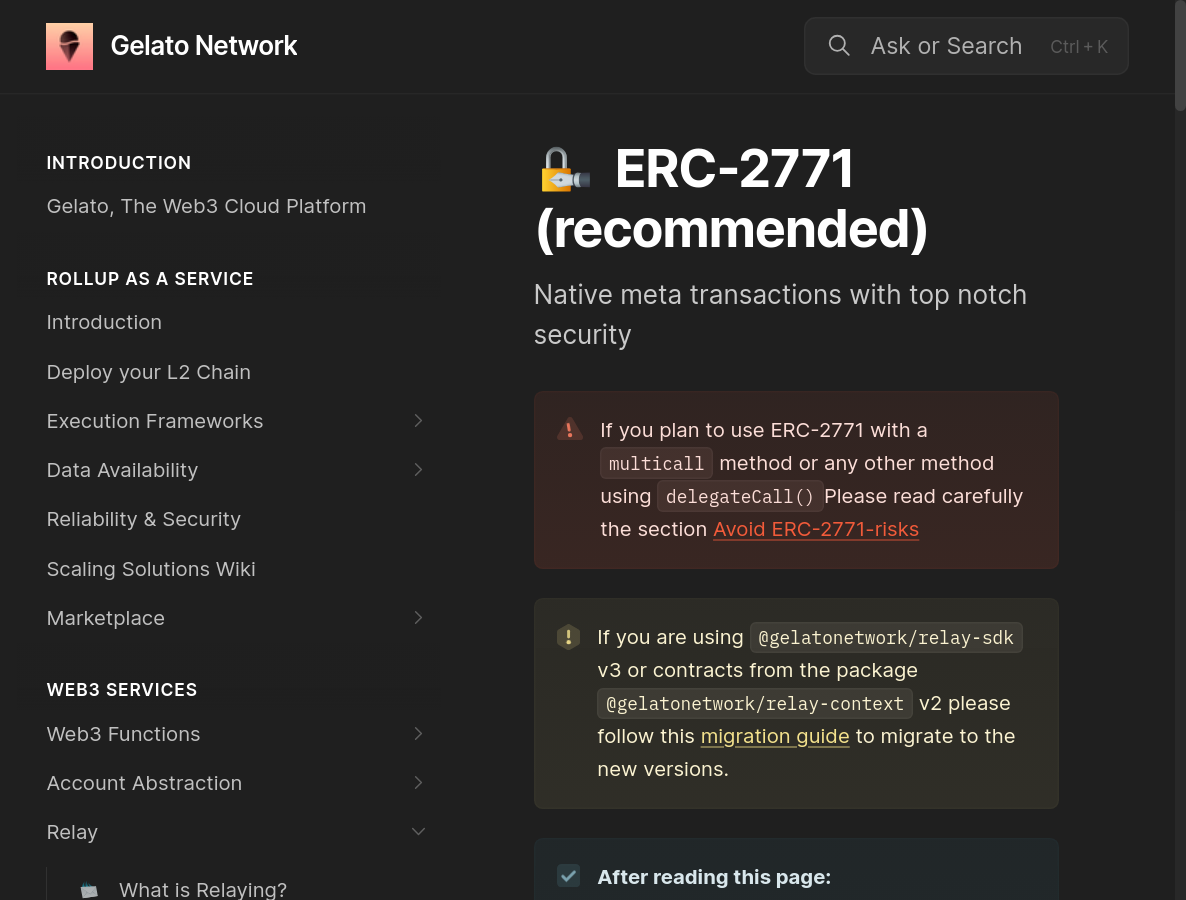 Gelato Network
Ask or Search Ctrl + K
INTRODUCTION
Gelato, The Web3 Cloud Platform
ROLLUP AS A SERVICE
Introduction
Deploy your L2 Chain
Execution Frameworks
Data Availability
Reliability & Security
Scaling Solutions Wiki
Marketplace
WEB3 SERVICES
Web3 Functions
Account Abstraction
Relay
What is Relaying?
ERC-2771
(recommended)
Native meta transactions with top notch
security
If you plan to use ERC-2771 with a
multicall method or any other method
using delegateCall() Please read carefully
the section Avoid ERC-2771-risks
If you are using @gelatonetwork/relay-sdk
v3 or contracts from the package
@gelatonetwork/relay-context v2 please
follow this migration guide to migrate to the
new versions.
After reading this page: